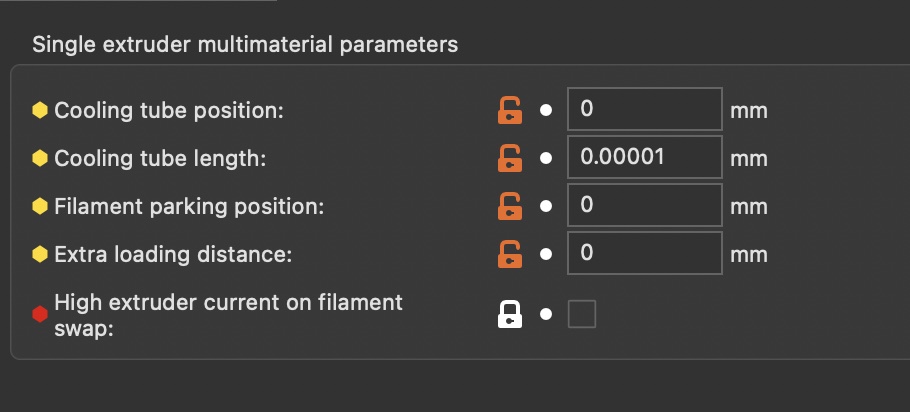 Single extruder multimaterial parameters
Cooling tube position: 0 mm
Cooling tube length: 0.00001 mm
Filament parking position: 0 mm
Extra loading distance: 0 mm
High extruder current on filament
swap: